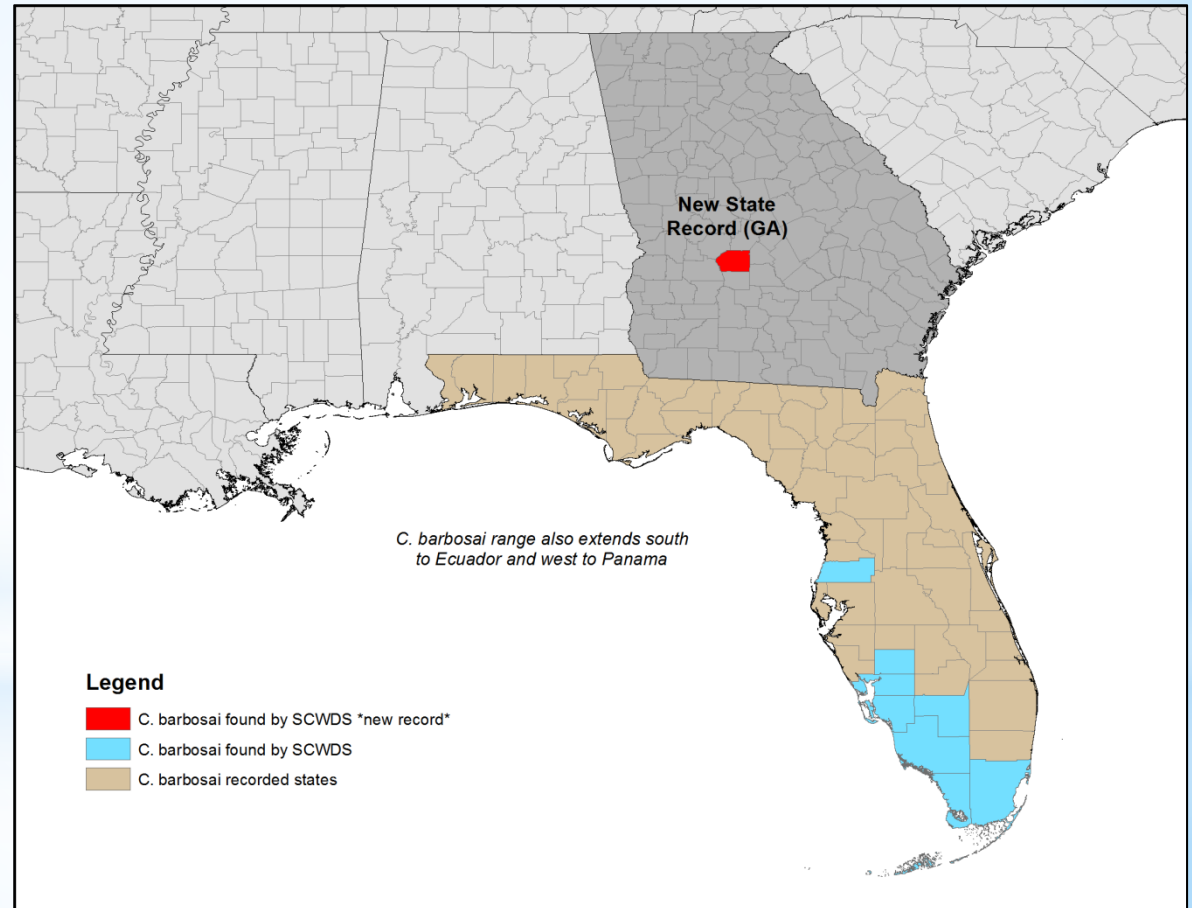 New State
Record (GA)
C. barbosai range also extends south
to Ecuador and west to Panama
Legend
C. barbosai found by SCWDS *new record*
C. barbosai found by SCWDS
C. barbosai recorded states